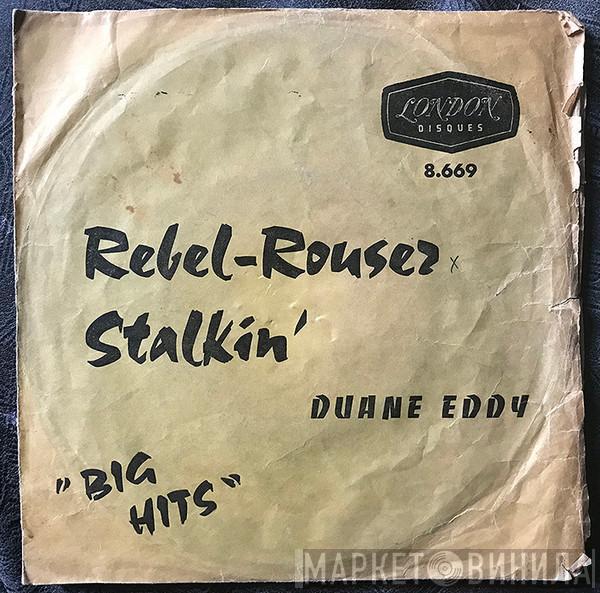 LONDON
DISQUES
8.669
Rebel-Rouser x
Stalkin'
DUANE EDDY
"BIG
HITS"
МАРКЕТ ВИНИЛА